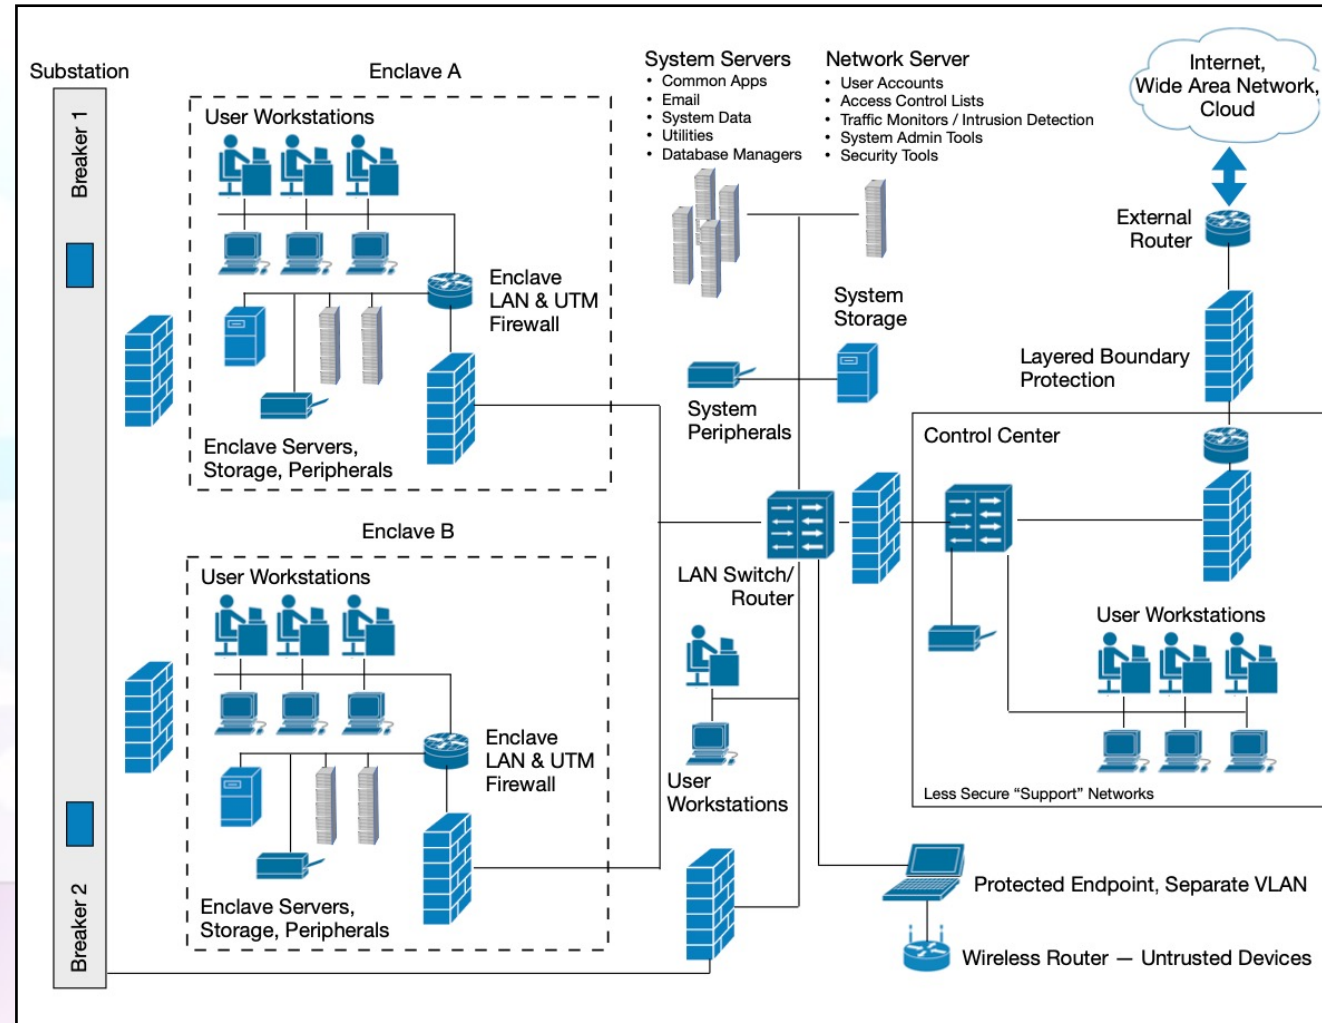 Substation
Breaker 1
Breaker 2
Enclave A
User Workstations
Enclave
LAN & UTM
Firewall
Enclave Servers,
Storage, Peripherals
Enclave B
User Workstations
Enclave
LAN & UTM
Firewall
Enclave Servers,
Storage, Peripherals
System Servers
• Common Apps
• Email
• System Data
• Utilities
• Database Managers
Network Server
• User Accounts
• Access Control Lists
• Traffic Monitors / Intrusion Detection
• System Admin Tools
• Security Tools
System
Storage
System
Peripherals
LAN Switch/
Router
User
Workstations
Internet,
Wide Area Network,
Cloud
External
Router
Layered Boundary
Protection
Control Center
User Workstations
Less Secure “Support” Networks
Protected Endpoint, Separate VLAN
Wireless Router — Untrusted Devices